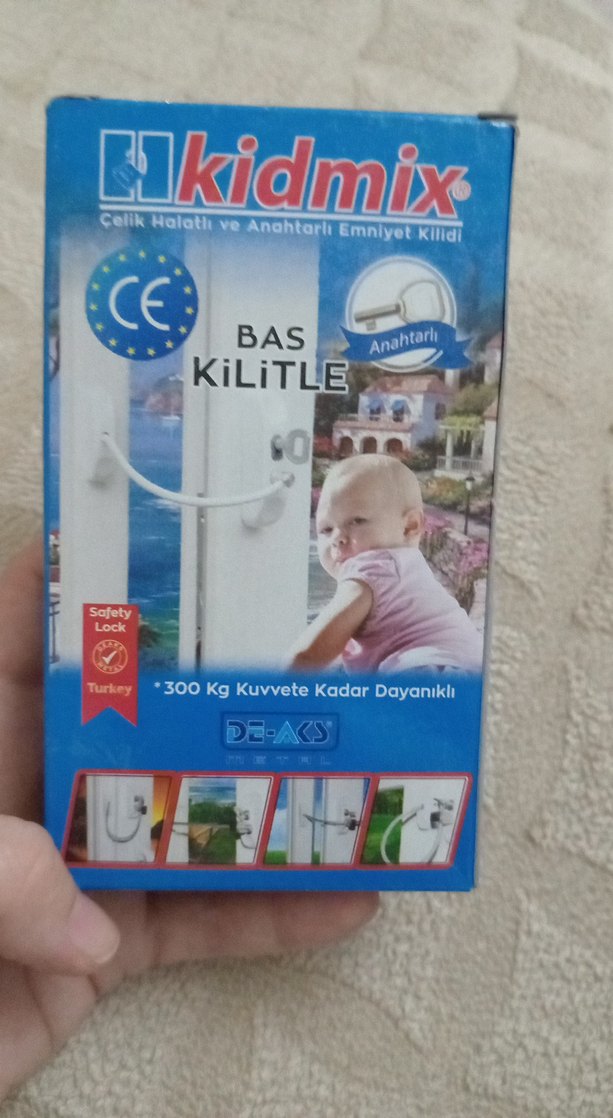 kidmix®
Çelik Halatlı ve Anahtarlı Emniyet Kilidi
CE
Anahtarlı
BAS
KiLiTLE
Safety
Lock
Turkey
*300 Kg Kuvvete Kadar Dayanıklı
DE-AKS®
METAL